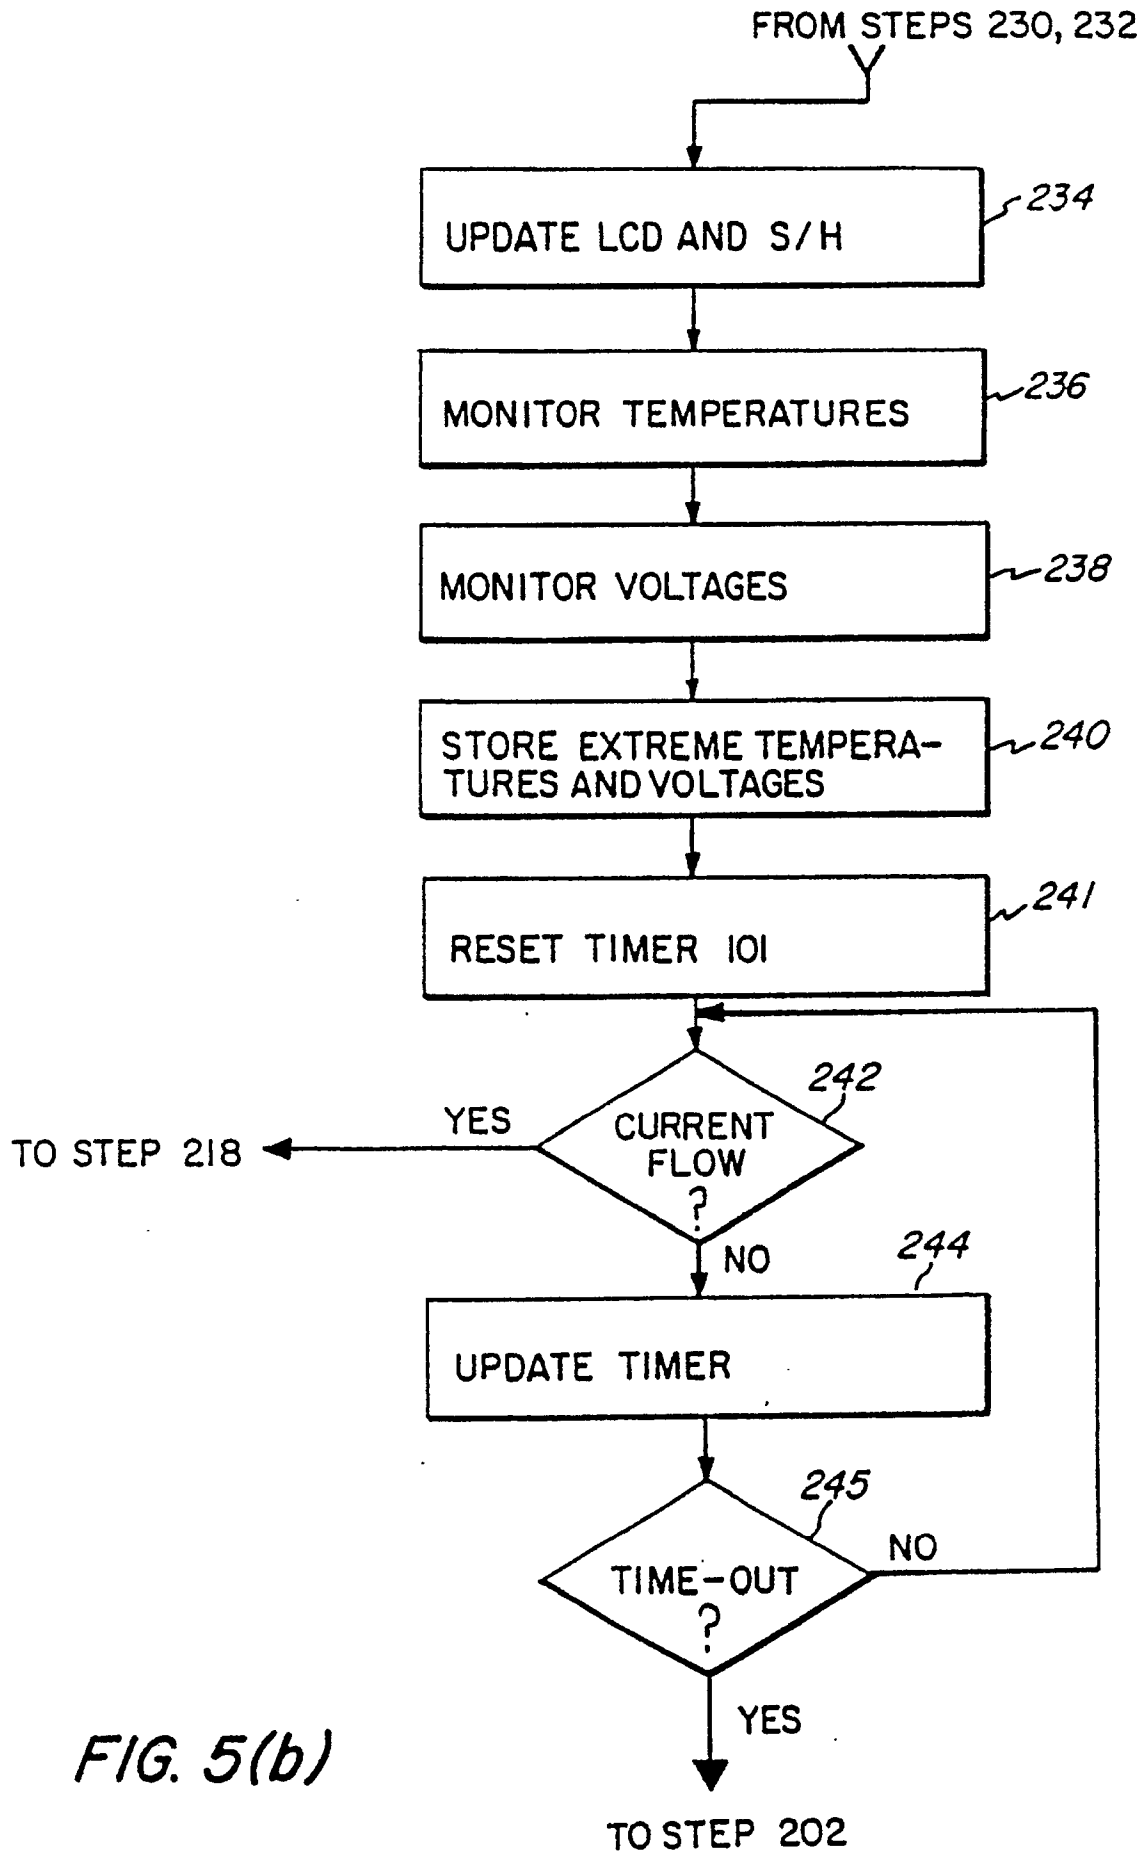 FROM STEPS 230, 232
UPDATE LCD AND S/H
234
MONITOR TEMPERATURES
236
MONITOR VOLTAGES
238
STORE EXTREME TEMPERA-
TURES AND VOLTAGES
240
RESET TIMER 101
241
242
CURRENT
FLOW
?
YES
TO STEP 218
NO
244
UPDATE TIMER
245
TIME-OUT
?
NO
YES
TO STEP 202
FIG. 5(b)